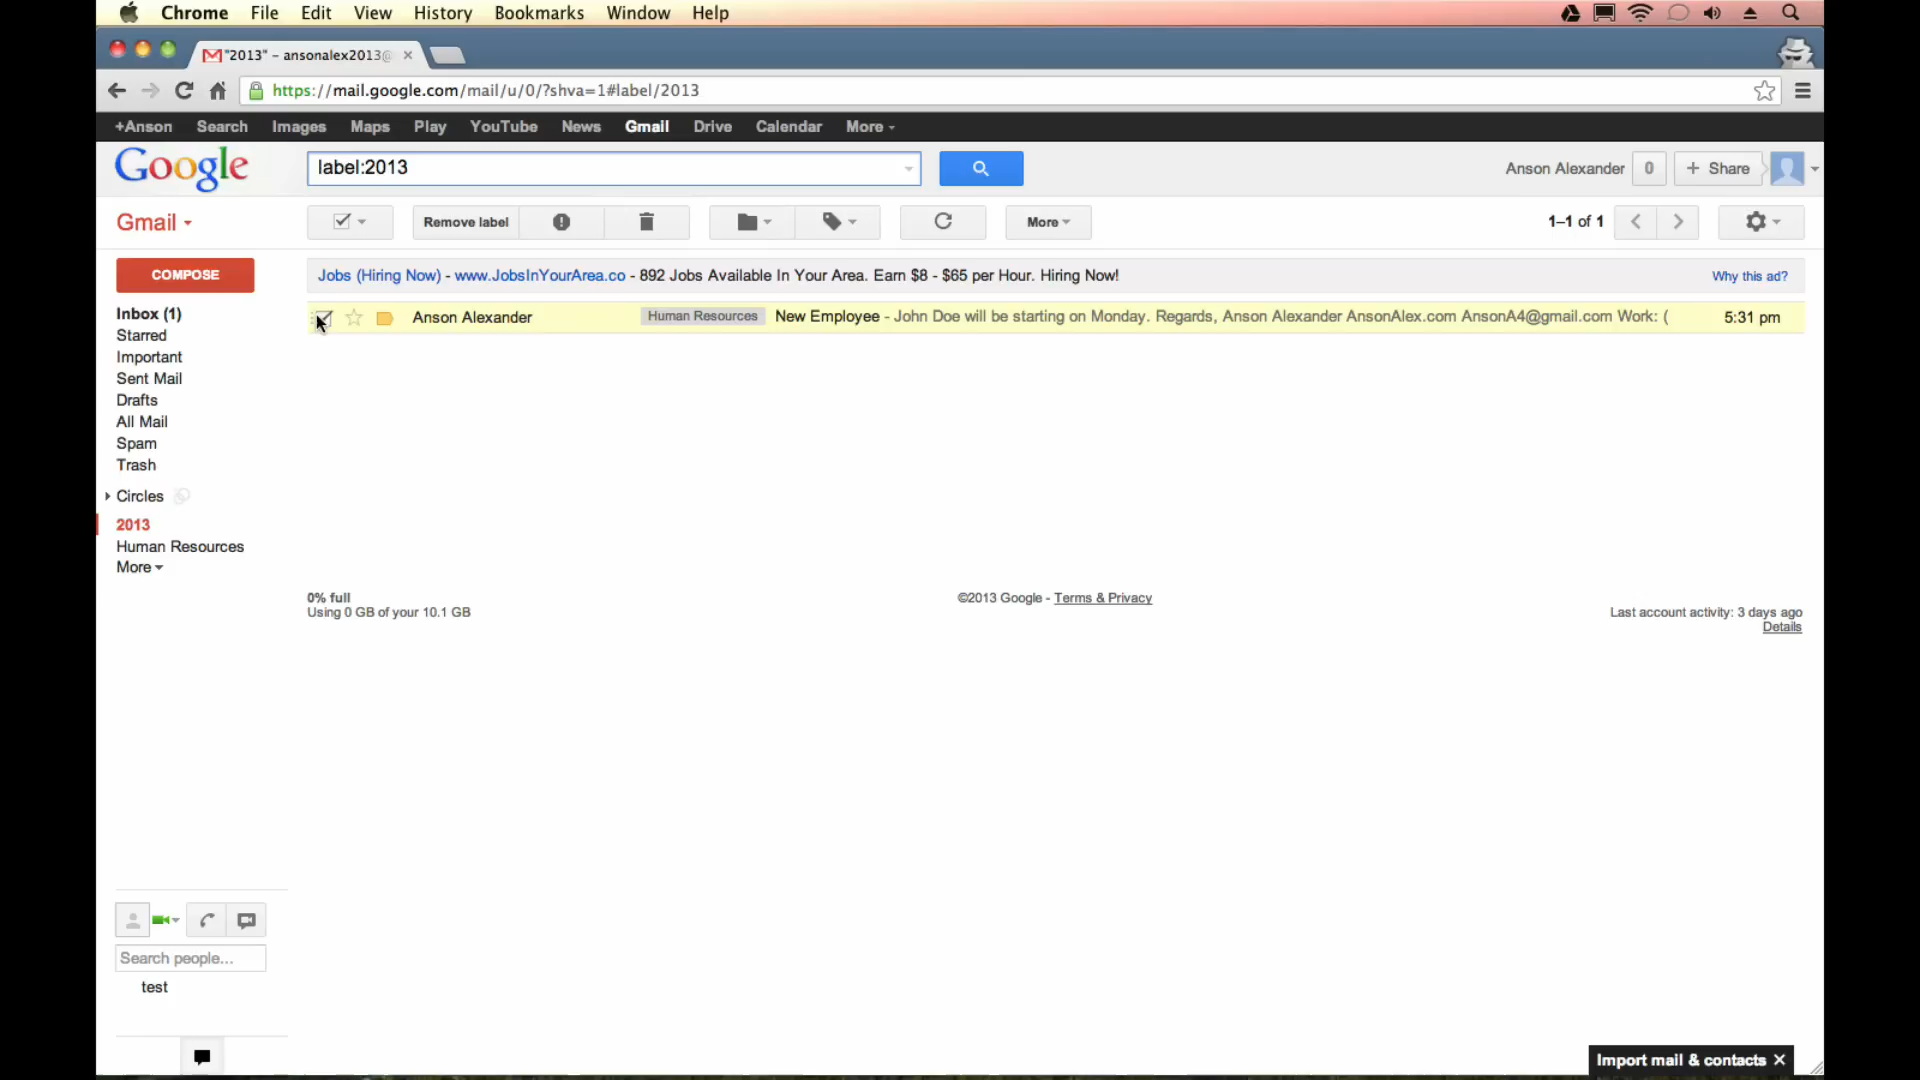 Chrome File Edit View History Bookmarks Window Help
"2013" - ansonalex2013@
https://mail.google.com/mail/u/0/?shva=1#label/2013
+Anson Search Images Maps Play YouTube News Gmail Drive Calendar More
Google label:2013 Anson Alexander 0 + Share
Gmail Remove label More 1–1 of 1
COMPOSE
Jobs (Hiring Now) - www.JobsInYourArea.co - 892 Jobs Available In Your Area. Earn $8 - $65 per Hour. Hiring Now! Why this ad?
Anson Alexander Human Resources New Employee - John Doe will be starting on Monday. Regards, Anson Alexander AnsonAlex.com AnsonA4@gmail.com Work: ( 5:31 pm
Inbox (1)
Starred
Important
Sent Mail
Drafts
All Mail
Spam
Trash
Circles
2013
Human Resources
More
0% full
Using 0 GB of your 10.1 GB
©2013 Google - Terms & Privacy
Last account activity: 3 days ago
Details
Search people...
test
Import mail & contacts ×